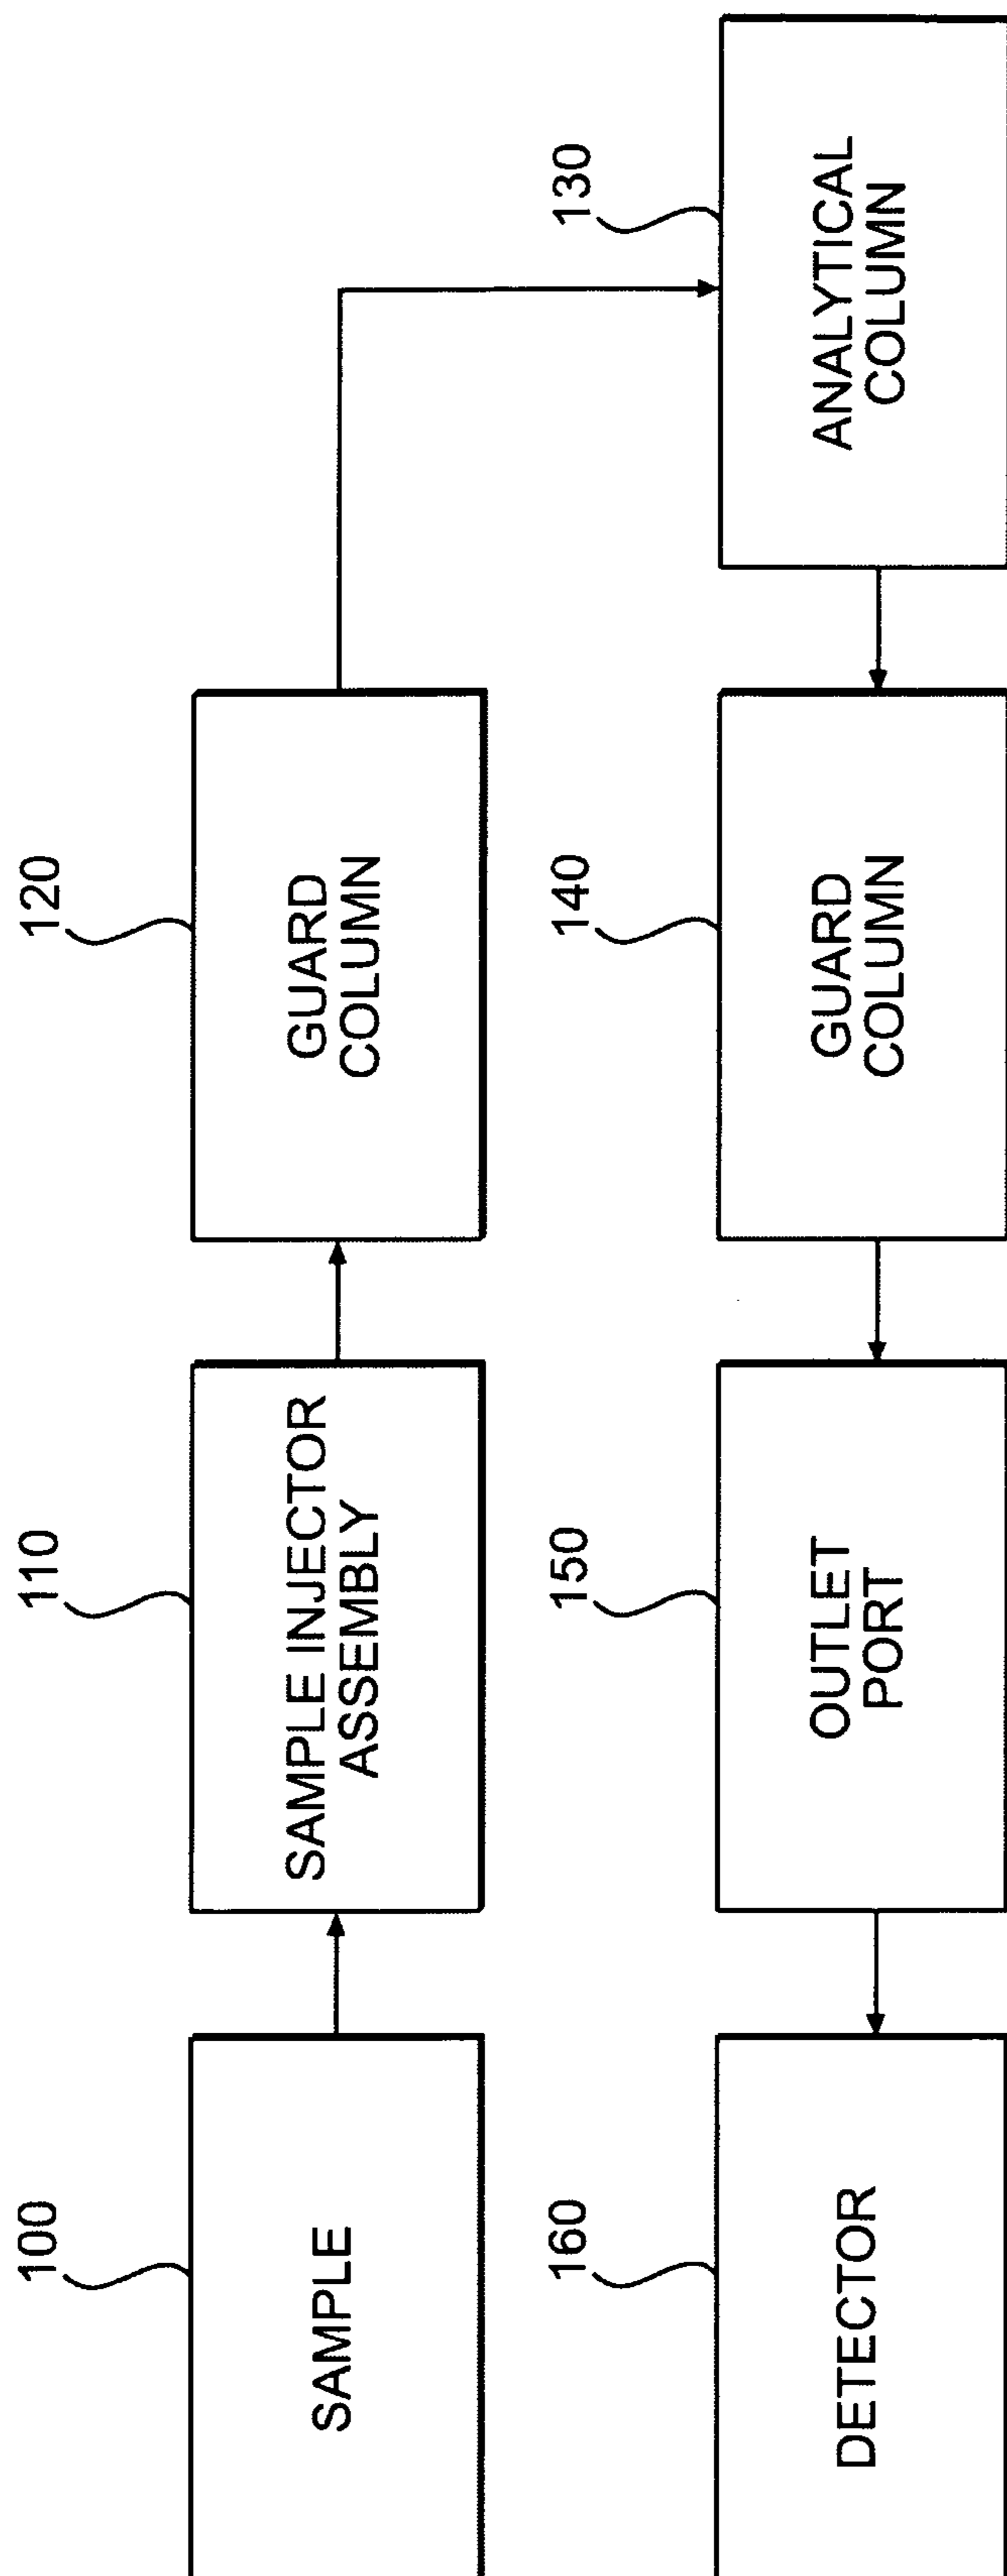 100
SAMPLE
110
SAMPLE INJECTOR
ASSEMBLY
120
GUARD
COLUMN
130
ANALYTICAL
COLUMN
140
GUARD
COLUMN
150
OUTLET
PORT
160
DETECTOR